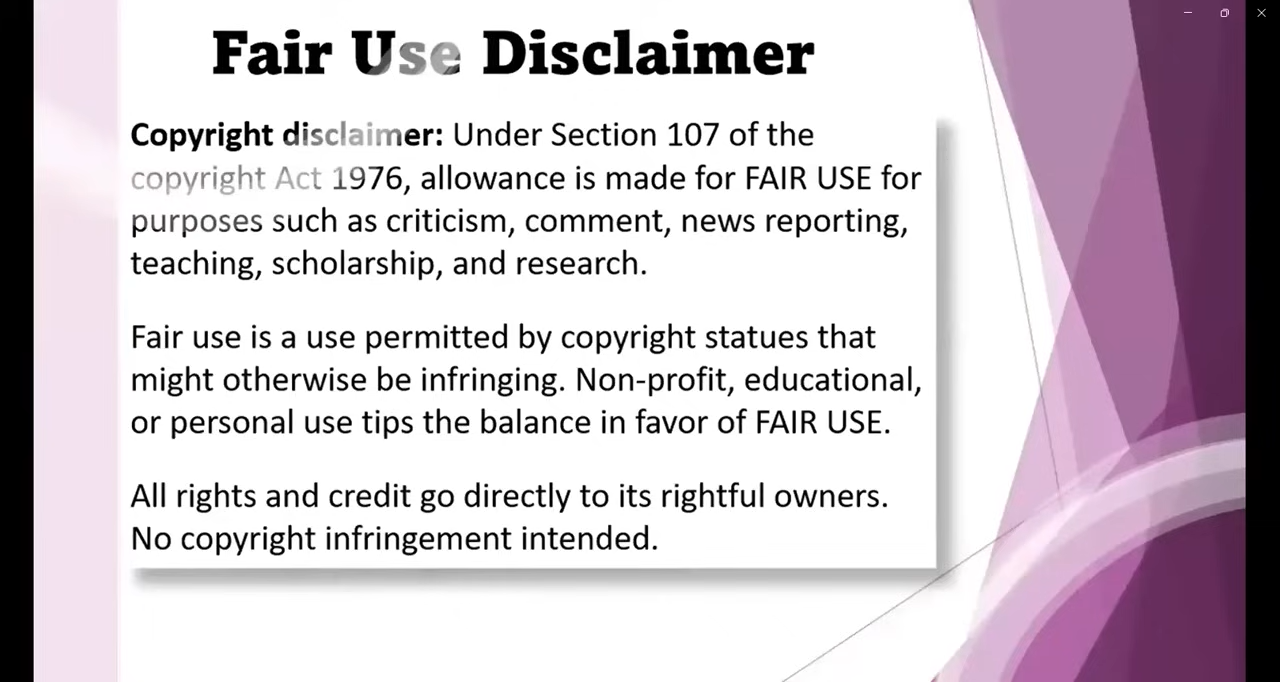 Fair Use Disclaimer
Copyright disclaimer: Under Section 107 of the
copyright Act 1976, allowance is made for FAIR USE for
purposes such as criticism, comment, news reporting,
teaching, scholarship, and research.
Fair use is a use permitted by copyright statues that
might otherwise be infringing. Non-profit, educational,
or personal use tips the balance in favor of FAIR USE.
All rights and credit go directly to its rightful owners.
No copyright infringement intended.